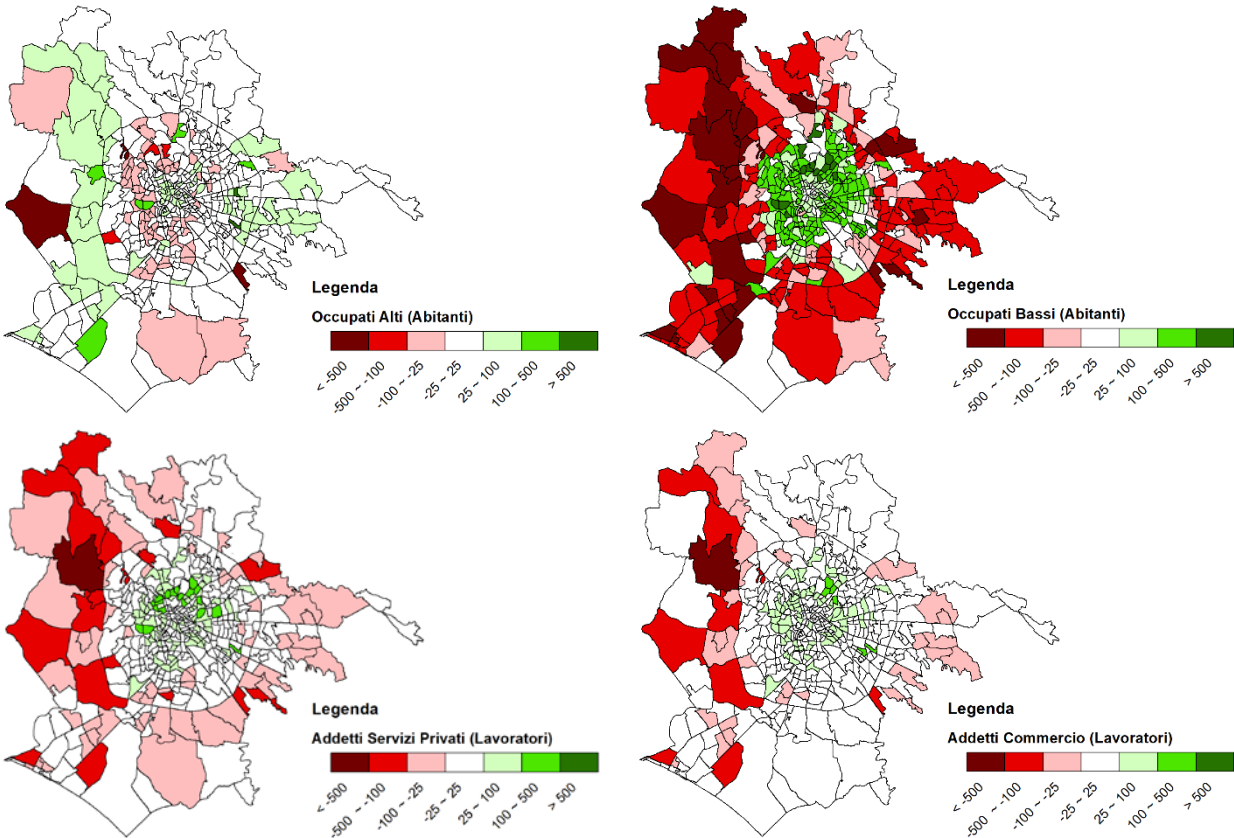 Legenda
Occupati Alti (Abitanti)
< -500
-500 ~ -100
-100 ~ -25
-25 ~ 25
25 ~ 100
100 ~ 500
> 500
Legenda
Occupati Bassi (Abitanti)
< -500
-500 ~ -100
-100 ~ -25
-25 ~ 25
25 ~ 100
100 ~ 500
> 500
Legenda
Addetti Servizi Privati (Lavoratori)
< -500
-500 ~ -100
-100 ~ -25
-25 ~ 25
25 ~ 100
100 ~ 500
> 500
Legenda
Addetti Commercio (Lavoratori)
< -500
-500 ~ -100
-100 ~ -25
-25 ~ 25
25 ~ 100
100 ~ 500
> 500